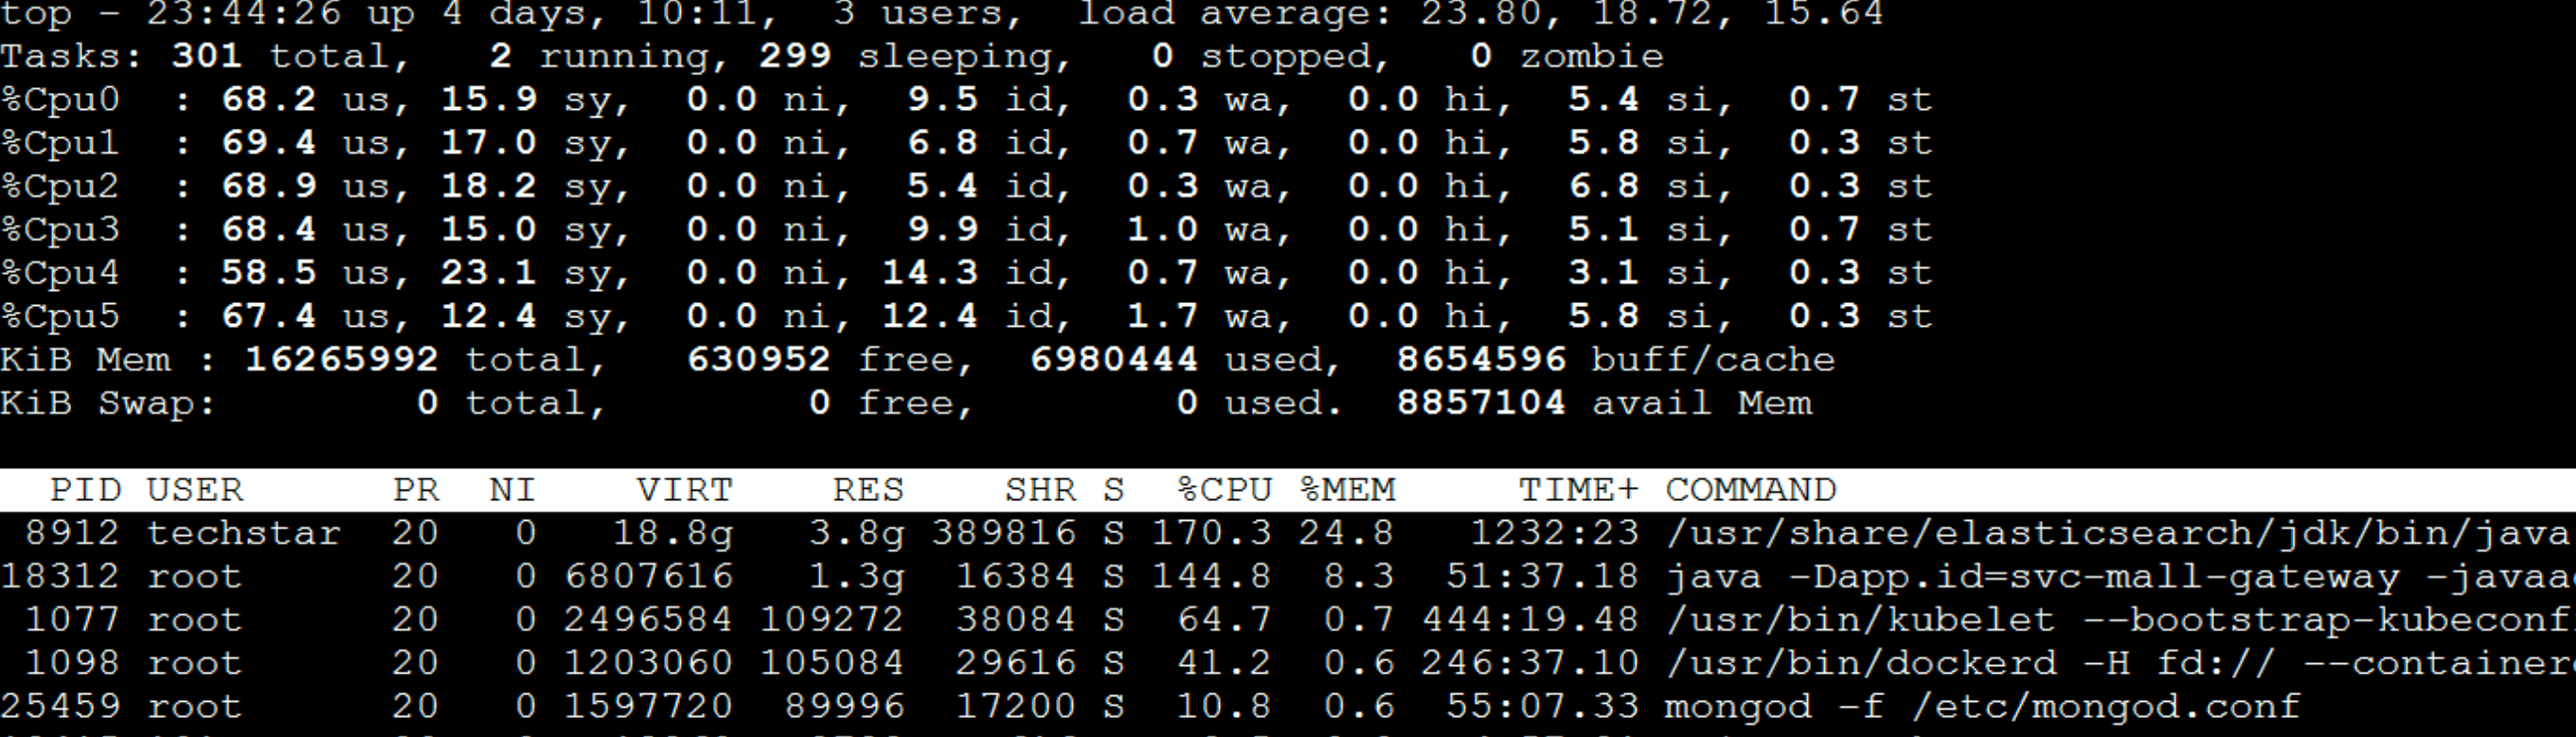 top - 23:44:26 up 4 days, 10:11,  3 users,  load average: 23.80, 18.72, 15.64
Tasks: 301 total,   2 running, 299 sleeping,   0 stopped,   0 zombie
%Cpu0  : 68.2 us, 15.9 sy,  0.0 ni,  9.5 id,  0.3 wa,  0.0 hi,  5.4 si,  0.7 st
%Cpu1  : 69.4 us, 17.0 sy,  0.0 ni,  6.8 id,  0.7 wa,  0.0 hi,  5.8 si,  0.3 st
%Cpu2  : 68.9 us, 18.2 sy,  0.0 ni,  5.4 id,  0.3 wa,  0.0 hi,  6.8 si,  0.3 st
%Cpu3  : 68.4 us, 15.0 sy,  0.0 ni,  9.9 id,  1.0 wa,  0.0 hi,  5.1 si,  0.7 st
%Cpu4  : 58.5 us, 23.1 sy,  0.0 ni, 14.3 id,  0.7 wa,  0.0 hi,  3.1 si,  0.3 st
%Cpu5  : 67.4 us, 12.4 sy,  0.0 ni, 12.4 id,  1.7 wa,  0.0 hi,  5.8 si,  0.3 st
KiB Mem : 16265992 total,   630952 free,  6980444 used,  8654596 buff/cache
KiB Swap:        0 total,        0 free,        0 used.  8857104 avail Mem
PID USER      PR  NI    VIRT    RES    SHR S  %CPU %MEM     TIME+ COMMAND
8912 techstar  20   0   18.8g   3.8g 389816 S 170.3 24.8   1232:23 /usr/share/elasticsearch/jdk/bin/java
18312 root      20   0 6807616   1.3g  16384 S 144.8  8.3  51:37.18 java -Dapp.id=svc-mall-gateway
1077 root      20   0 2496584 109272  38084 S  64.7  0.7 444:19.48 /usr/bin/kubelet --bootstrap-kubeconf
1098 root      20   0 1203060 105084  29616 S  41.2  0.6 246:37.10 /usr/bin/dockerd -H fd://
25459 root      20   0 1597720  89996  17200 S  10.8  0.6  55:07.33 mongod -f /etc/mongod.conf